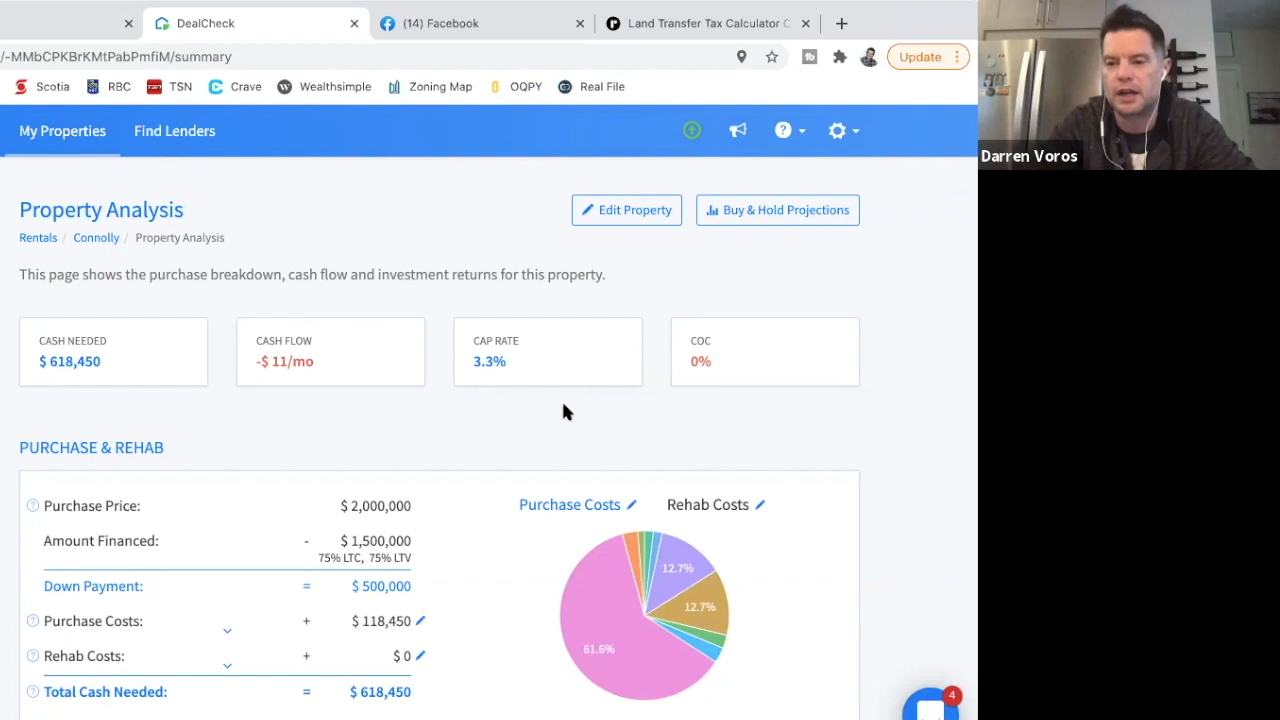 DealCheck
(14) Facebook
Land Transfer Tax Calculator C
/-MMbCPKBrKMtPabPmfiM/summary
Update
Scotia RBC TSN Crave Wealthsimple Zoning Map OQPY Real File
My Properties Find Lenders
Darren Voros
Property Analysis
Edit Property
Buy & Hold Projections
Rentals / Connolly / Property Analysis
This page shows the purchase breakdown, cash flow and investment returns for this property.
CASH NEEDED
$ 618,450
CASH FLOW
-$ 11/mo
CAP RATE
3.3%
COC
0%
PURCHASE & REHAB
Purchase Price: $ 2,000,000
Amount Financed: - $ 1,500,000
75% LTC, 75% LTV
Down Payment: = $ 500,000
Purchase Costs: + $ 118,450
Rehab Costs: + $ 0
Total Cash Needed: = $ 618,450
Purchase Costs
Rehab Costs
12.7%
12.7%
61.6%
4